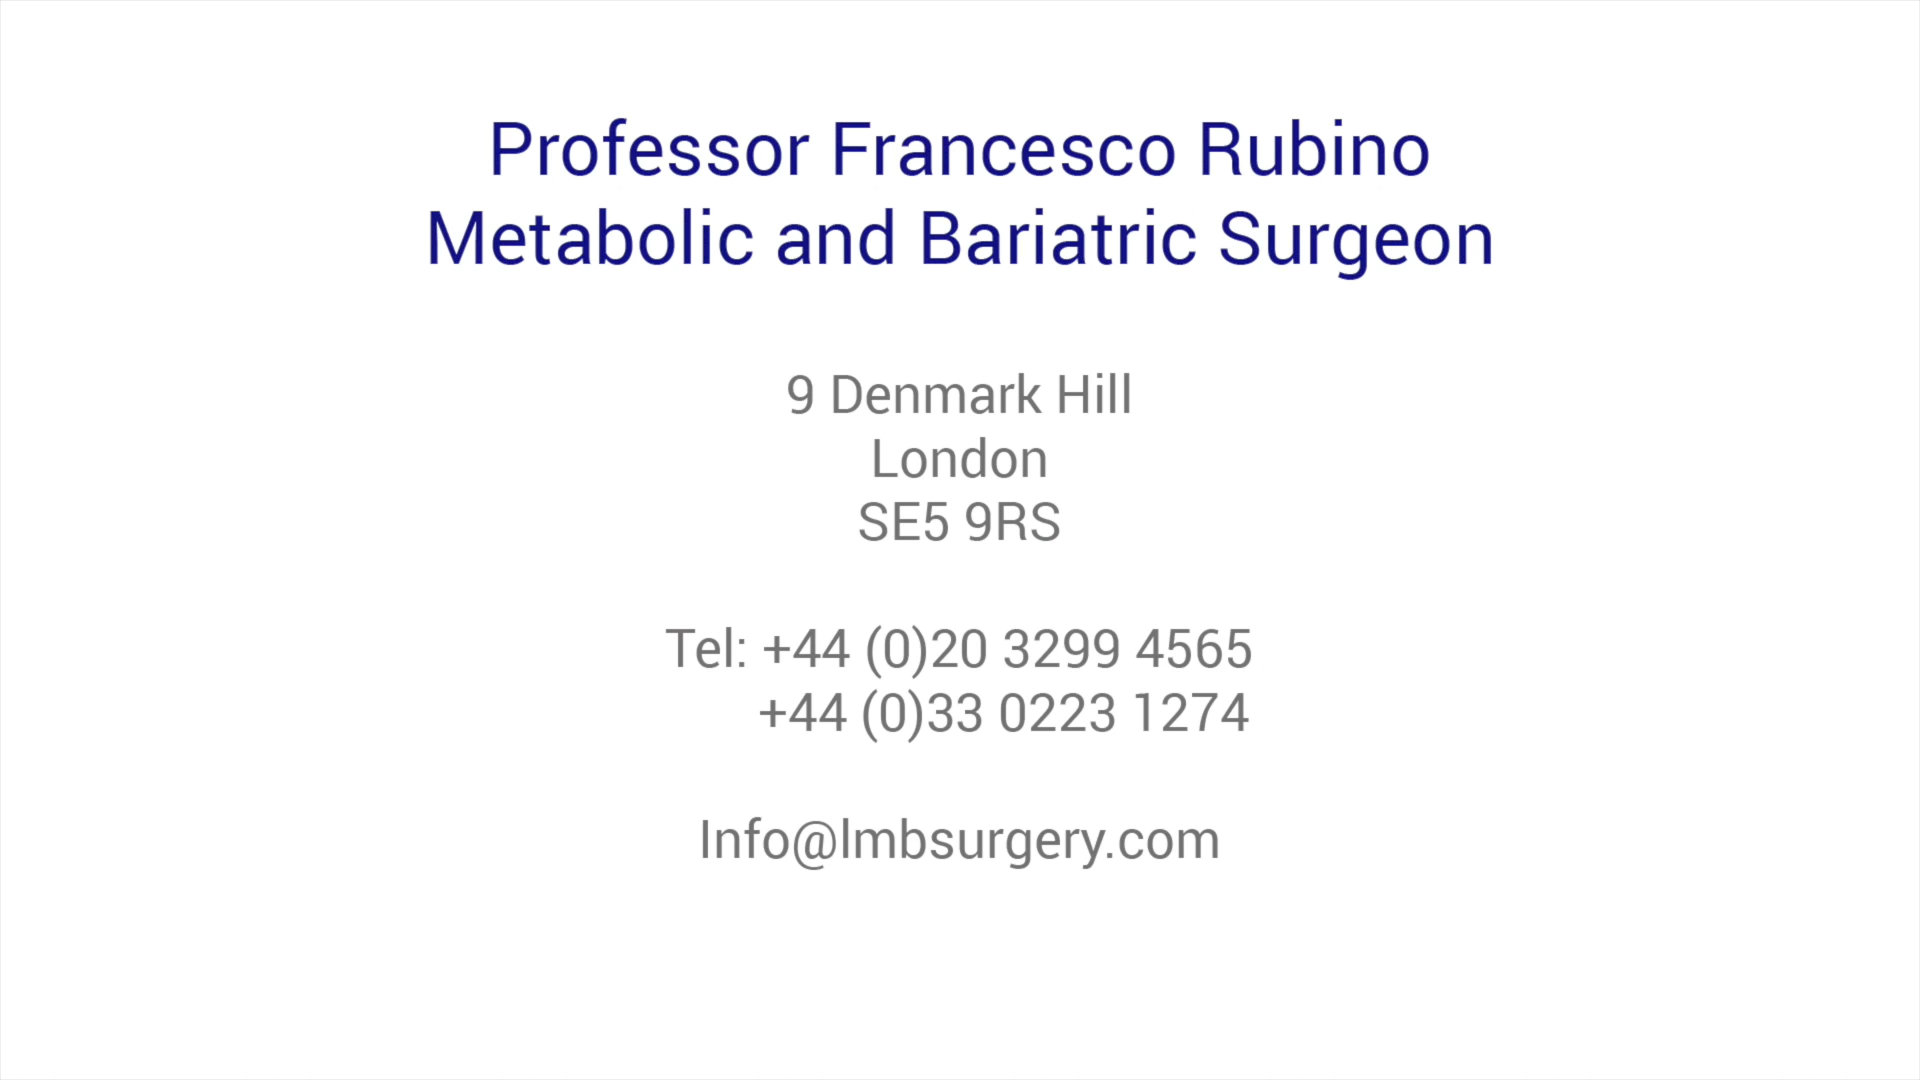 Professor Francesco Rubino
Metabolic and Bariatric Surgeon
9 Denmark Hill
London
SE5 9RS
Tel: +44 (0)20 3299 4565
+44 (0)33 0223 1274
Info@lmbsurgery.com